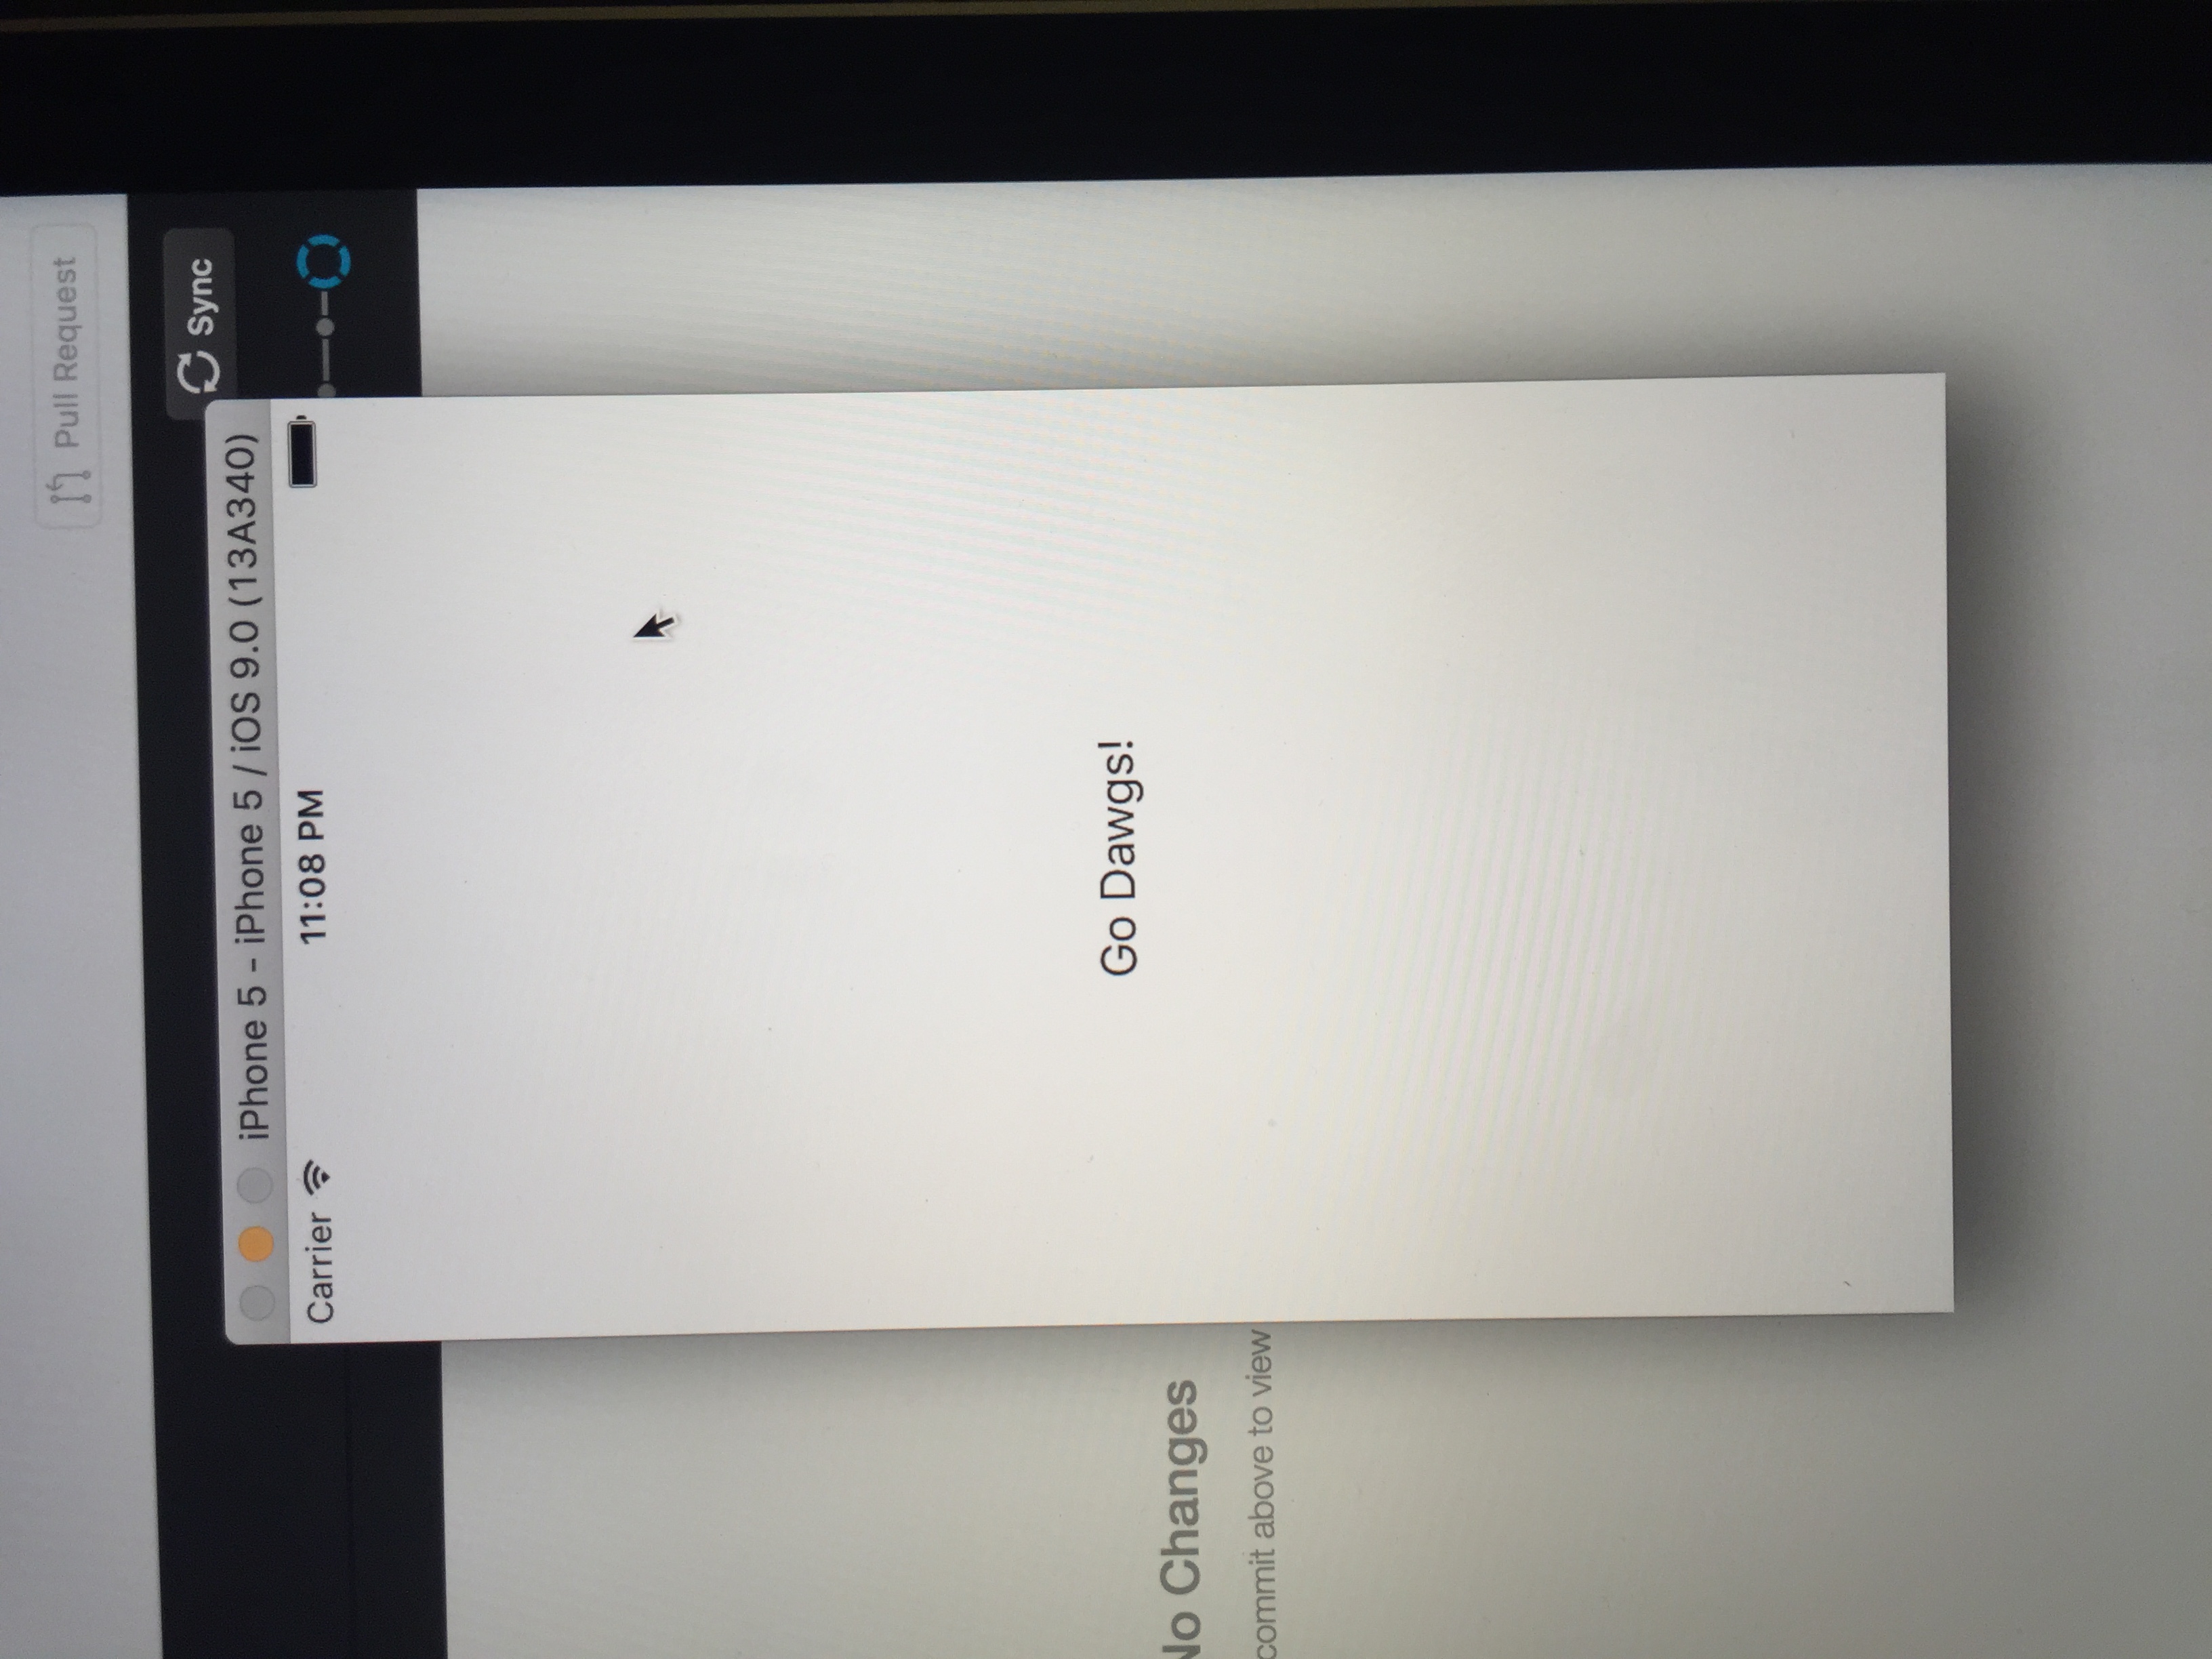 Pull Request
Sync
iPhone 5 - iPhone 5 / iOS 9.0 (13A340)
Carrier 11:08 PM
Go Dawgs!
No Changes
commit above to view